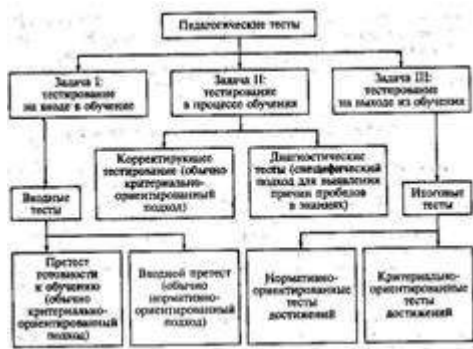 Педагогические тесты
Задача I:
тестирование
на входе в обучение
Задача II:
тестирование
в процессе обучения
Задача III:
тестирование
на выходе из обучения
Корректирующее
тестирование (обычно
критериально-
ориентированный
подход)
Диагностические
тесты (специфический
подход для выявления
причин пробелов
в знаниях)
Вводные
тесты
Итоговые
тесты
Претест
готовности
к обучению
(обычно
критериально-
ориентированный
подход)
Входной претест
(обычно
нормативно-
ориентированный
подход)
Нормативно-
ориентированные
тесты
достижений
Критериально-
ориентированные
тесты
достижений